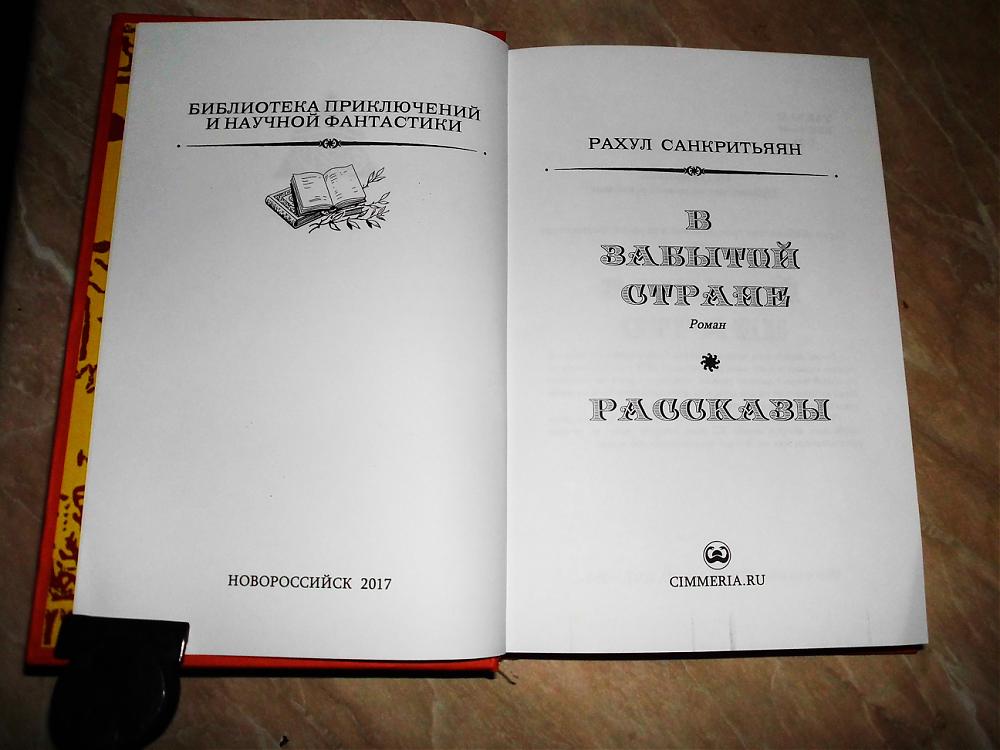 БИБЛИОТЕКА ПРИКЛЮЧЕНИЙ
И НАУЧНОЙ ФАНТАСТИКИ
НОВОРОССИЙСК 2017
РАХУЛ САНКРИТЬЯЯН
В
ЗАБЫТОЙ
СТРАНЕ
Роман
РАССКАЗЫ
CIMMERIA.RU